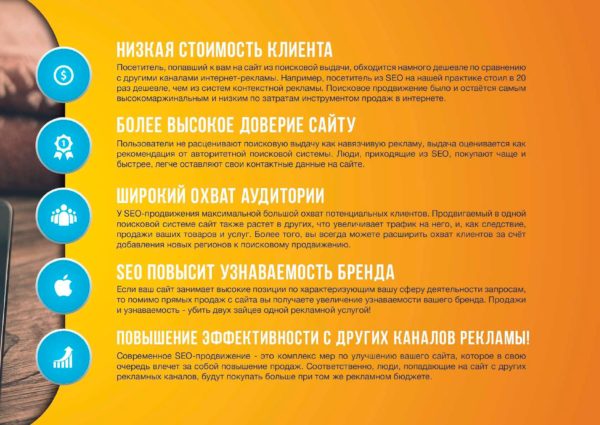 НИЗКАЯ СТОИМОСТЬ КЛИЕНТА
Посетитель, попавший к вам на сайт из поисковой выдачи, обходится намного дешевле по сравнению
с другими каналами интернет-рекламы. Например, посетитель из SEO на нашей практике стоил в 20
раз дешевле, чем из систем контекстной рекламы. Поисковое продвижение было и остаётся самым
высокомаржинальным и низким по затратам инструментом продаж в интернете.
БОЛЕЕ ВЫСОКОЕ ДОВЕРИЕ САЙТУ
Пользователи не расценивают поисковую выдачу как навязчивую рекламу, выдача оценивается как
рекомендация от авторитетной поисковой системы. Люди, приходящие из SEO, покупают чаще и
быстрее, легче оставляют свои контактные данные на сайте.
ШИРОКИЙ ОХВАТ АУДИТОРИИ
У SEO-продвижения максимальной большой охват потенциальных клиентов. Продвигаемый в одной
поисковой системе сайт также растет в других, что увеличивает трафик на него, и, как следствие,
продажи ваших товаров и услуг. Более того, вы всегда можете расширить охват клиентов за счёт
добавления новых регионов к поисковому продвижению.
SEO ПОВЫСИТ УЗНАВАЕМОСТЬ БРЕНДА
Если ваш сайт занимает высокие позиции по характеризующим вашу сферу деятельности запросам,
то помимо прямых продаж с сайта вы получаете увеличение узнаваемости вашего бренда. Продажи
и узнаваемость - убить двух зайцев одной рекламной услугой!
ПОВЫШЕНИЕ ЭФФЕКТИВНОСТИ С ДРУГИХ КАНАЛОВ РЕКЛАМЫ!
Современное SEO-продвижение - это комплекс мер по улучшению вашего сайта, которое в свою
очередь влечет за собой повышение продаж. Соответственно, люди, попадающие на сайт с других
рекламных каналов, будут покупать больше при том же рекламном бюджете.